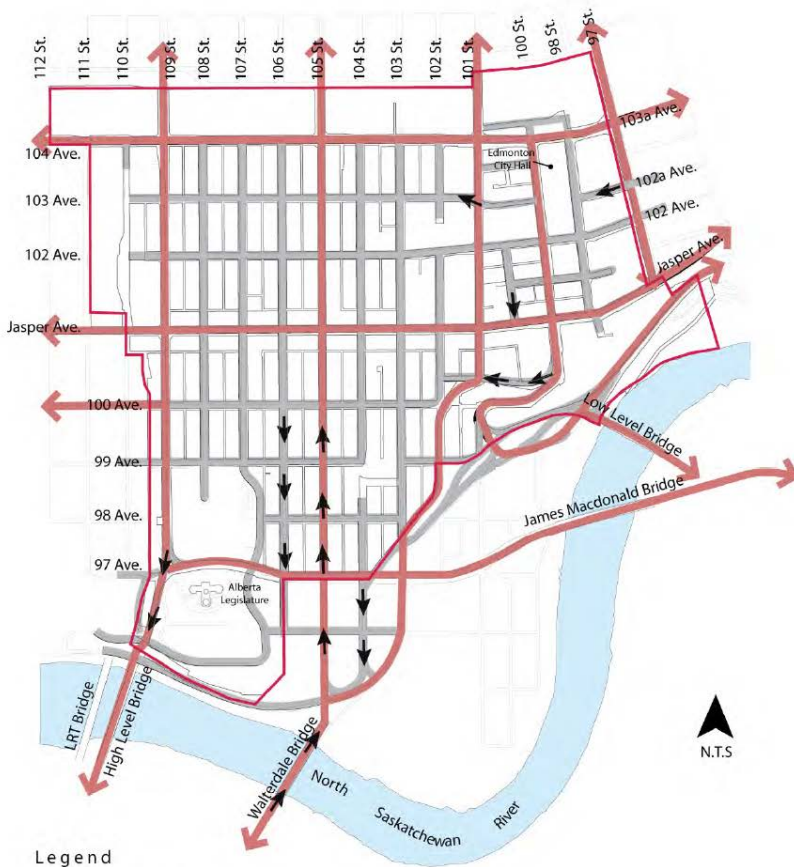 112 St.
111 St.
110 St.
109 St.
108 St.
107 St.
106 St.
105 St.
104 St.
103 St.
102 St.
101 St.
100 St.
98 St.
97 St.
103a Ave.
104 Ave.
Edmonton
City Hall
102a Ave.
103 Ave.
102 Ave.
102 Ave.
Jasper Ave.
Jasper Ave.
100 Ave.
Low Level Bridge
99 Ave.
James Macdonald Bridge
98 Ave.
97 Ave.
Alberta
Legislature
LRT Bridge
High Level Bridge
Walterdale Bridge
North
Saskatchewan
River
N.T.S
Legend